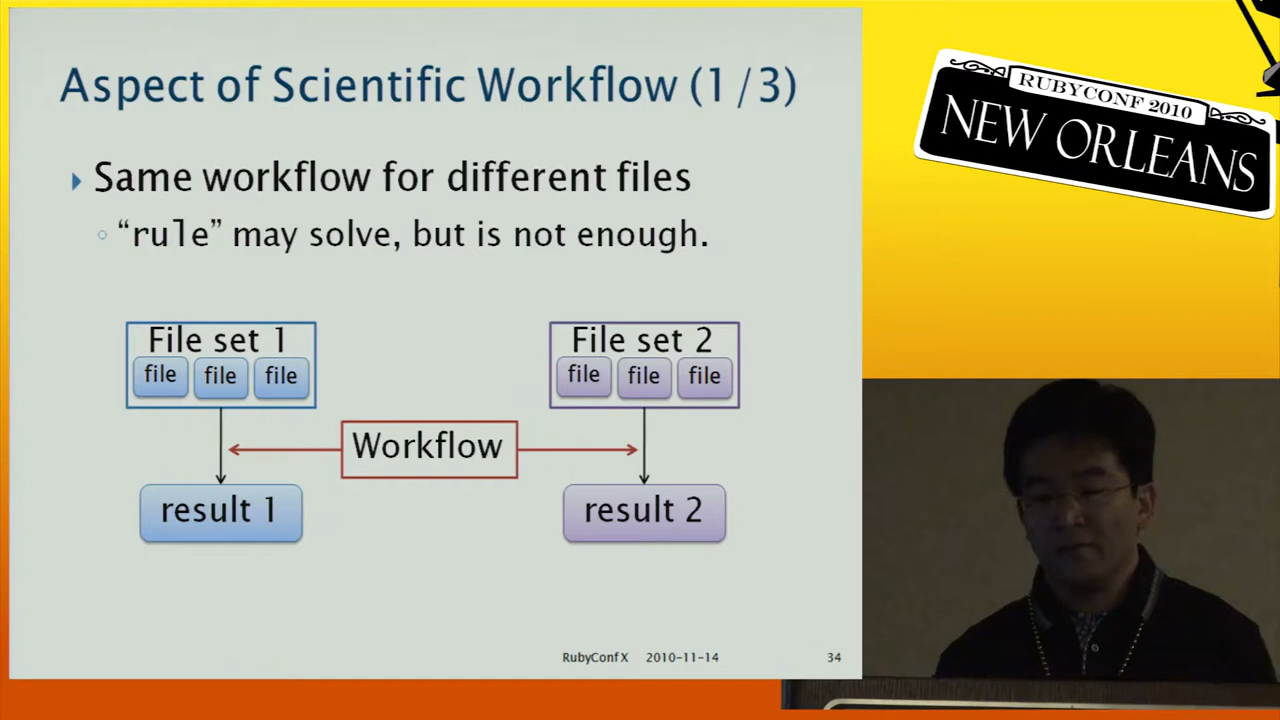 Aspect of Scientific Workflow (1/3)
Same workflow for different files
“rule” may solve, but is not enough.
File set 1
file file file
File set 2
file file file
Workflow
result 1
result 2
RubyConf X 2010-11-14 34
RUBYCONF 2010
NEW ORLEANS